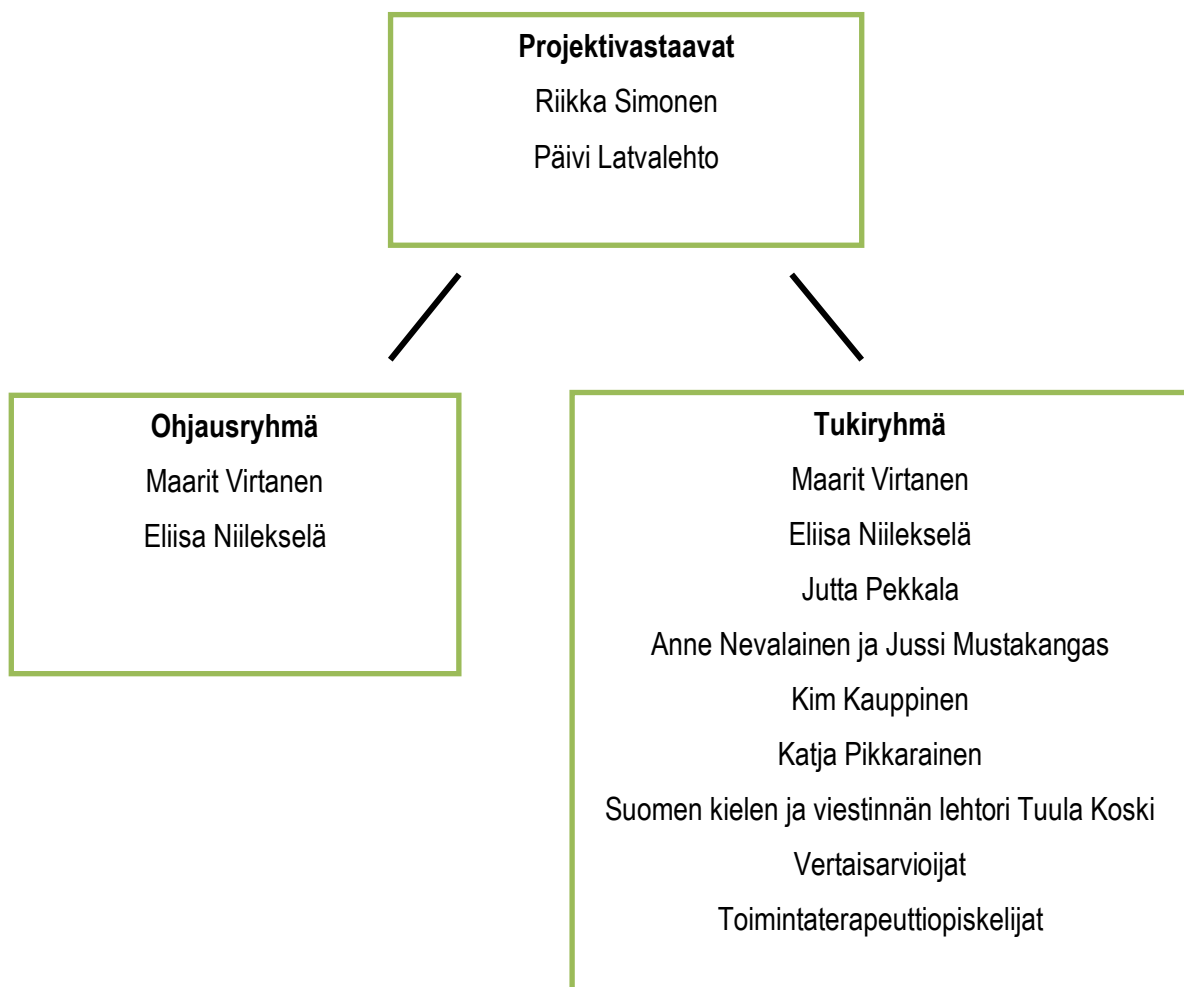 Projektivastaavat
Riikka Simonen
Päivi Latvalehto
Ohjausryhmä
Maarit Virtanen
Eliisa Niilekselä
Tukiryhmä
Maarit Virtanen
Eliisa Niilekselä
Jutta Pekkala
Anne Nevalainen ja Jussi Mustakangas
Kim Kauppinen
Katja Pikkarainen
Suomen kielen ja viestinnän lehtori Tuula Koski
Vertaisarvioijat
Toimintaterapeuttiopiskelijat